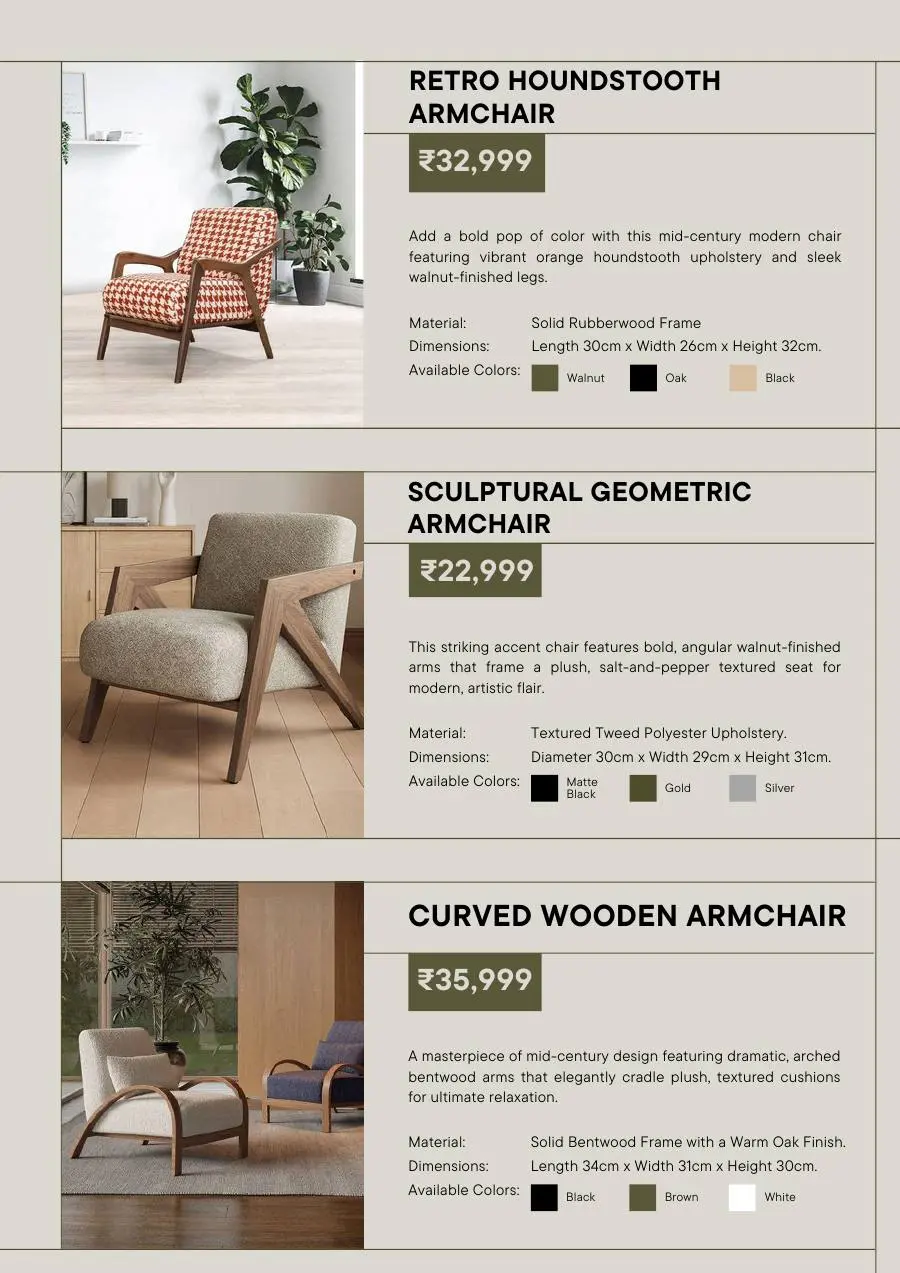 RETRO HOUNDSTOOTH
ARMCHAIR
₹32,999
Add a bold pop of color with this mid-century modern chair
featuring vibrant orange houndstooth upholstery and sleek
walnut-finished legs.
Material: Solid Rubberwood Frame
Dimensions: Length 30cm x Width 26cm x Height 32cm.
Available Colors: Walnut Oak Black
SCULPTURAL GEOMETRIC
ARMCHAIR
₹22,999
This striking accent chair features bold, angular walnut-finished
arms that frame a plush, salt-and-pepper textured seat for
modern, artistic flair.
Material: Textured Tweed Polyester Upholstery.
Dimensions: Diameter 30cm x Width 29cm x Height 31cm.
Available Colors: Matte Black Gold Silver
CURVED WOODEN ARMCHAIR
₹35,999
A masterpiece of mid-century design featuring dramatic, arched
bentwood arms that elegantly cradle plush, textured cushions
for ultimate relaxation.
Material: Solid Bentwood Frame with a Warm Oak Finish.
Dimensions: Length 34cm x Width 31cm x Height 30cm.
Available Colors: Black Brown White